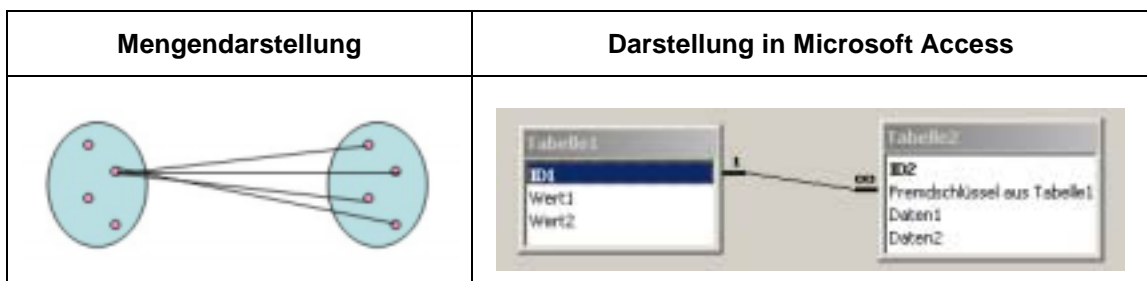 Mengendarstellung
Darstellung in Microsoft Access
Tabelle1
ID1
Wert1
Wert2
1
∞
Tabelle2
ID2
Fremdschlüssel aus Tabelle1
Daten1
Daten2